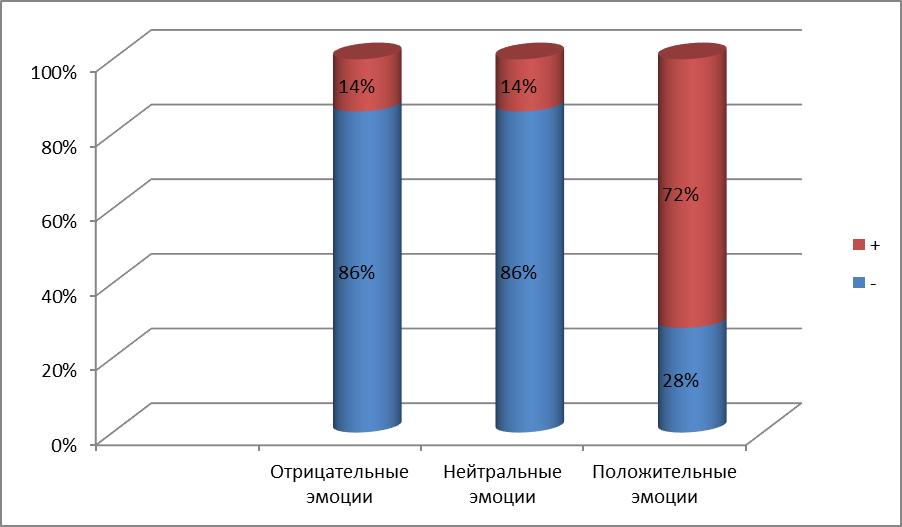 100%
80%
60%
40%
20%
0%
14%
14%
72%
86%
86%
28%
Отрицательные
эмоции
Нейтральные
эмоции
Положительные
эмоции
+
-